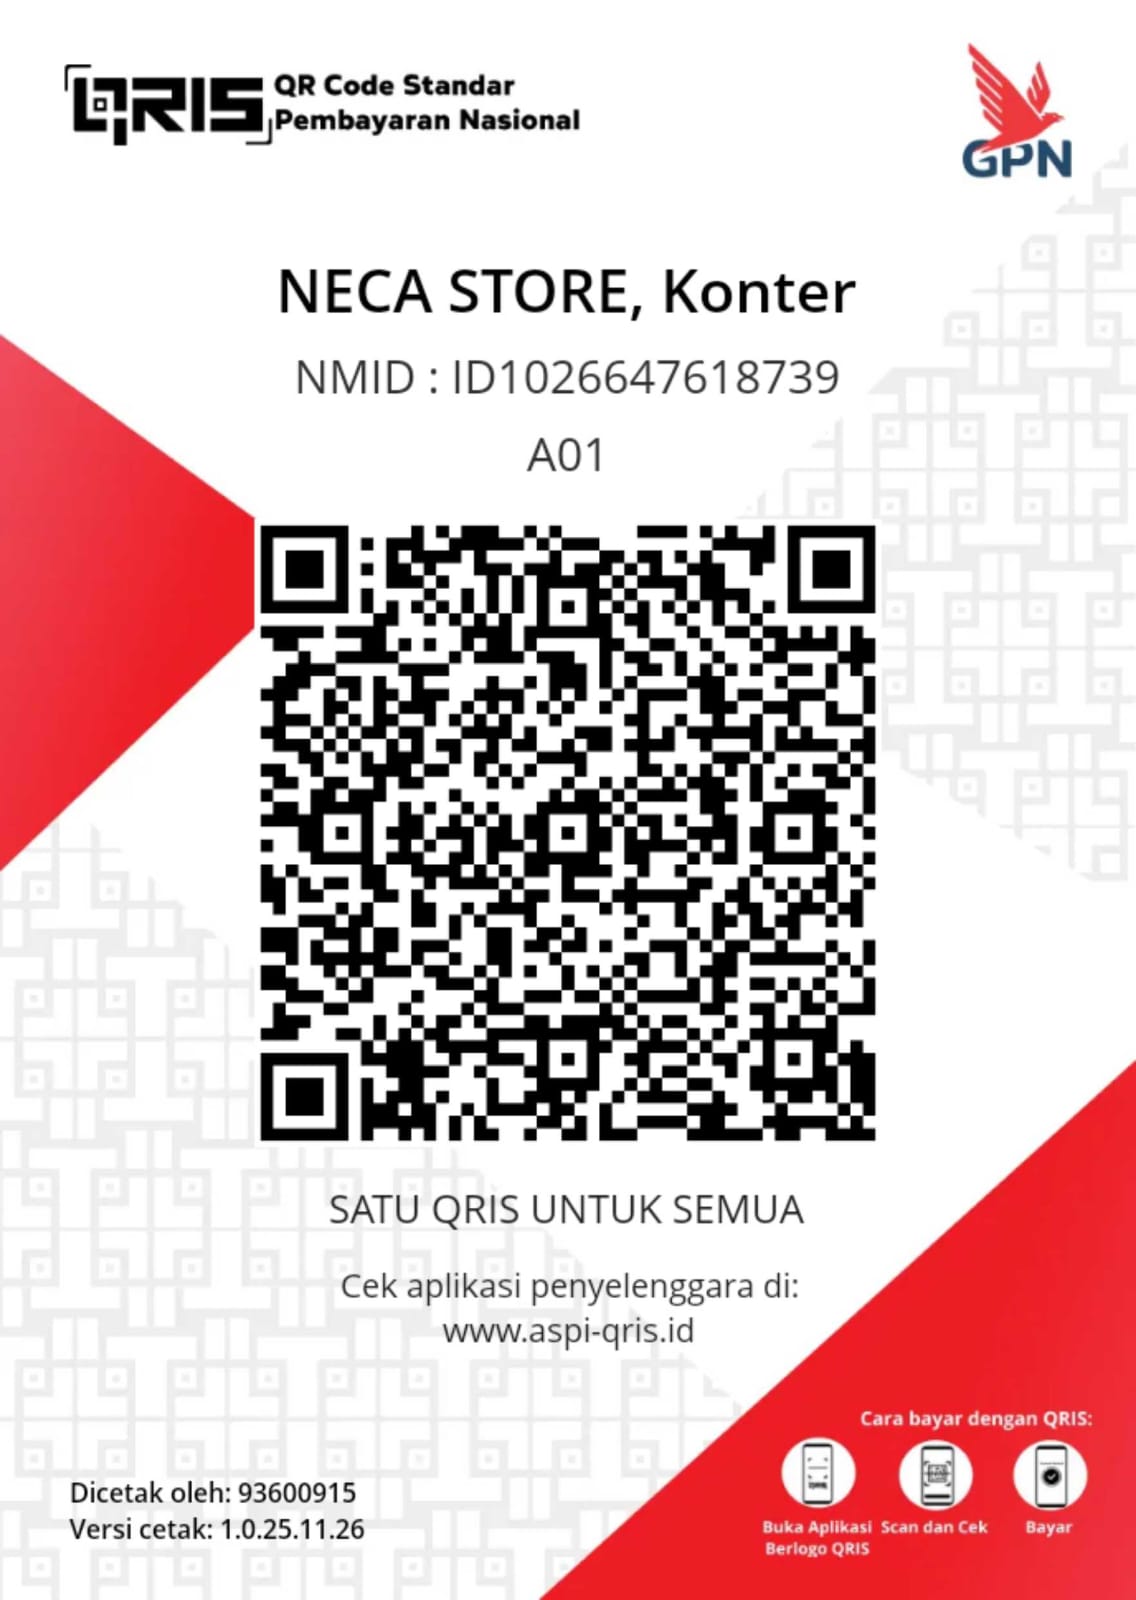 QRIS
QR Code Standar
Pembayaran Nasional
GPN
NECA STORE, Konter
NMID : ID1026647618739
A01
SATU QRIS UNTUK SEMUA
Cek aplikasi penyelenggara di:
www.aspi-qris.id
Cara bayar dengan QRIS:
Buka Aplikasi
Berlogo QRIS
Scan dan Cek
Bayar
Dicetak oleh: 93600915
Versi cetak: 1.0.25.11.26